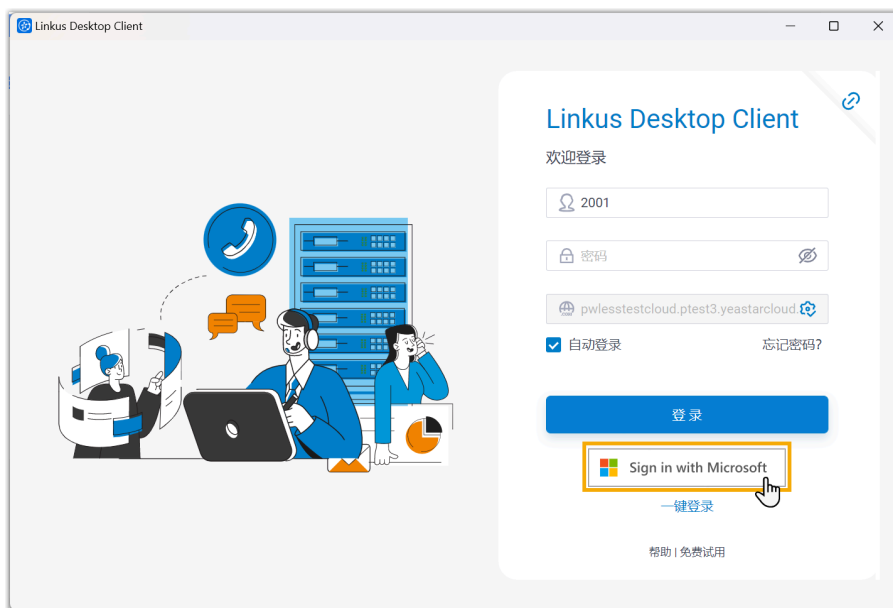 Linkus Desktop Client
Linkus Desktop Client
欢迎登录
2001
密码
pwlesstestcloud.ptest3.yeastarcloud.
自动登录
忘记密码?
登 录
Sign in with Microsoft
一键登录
帮助 | 免费试用